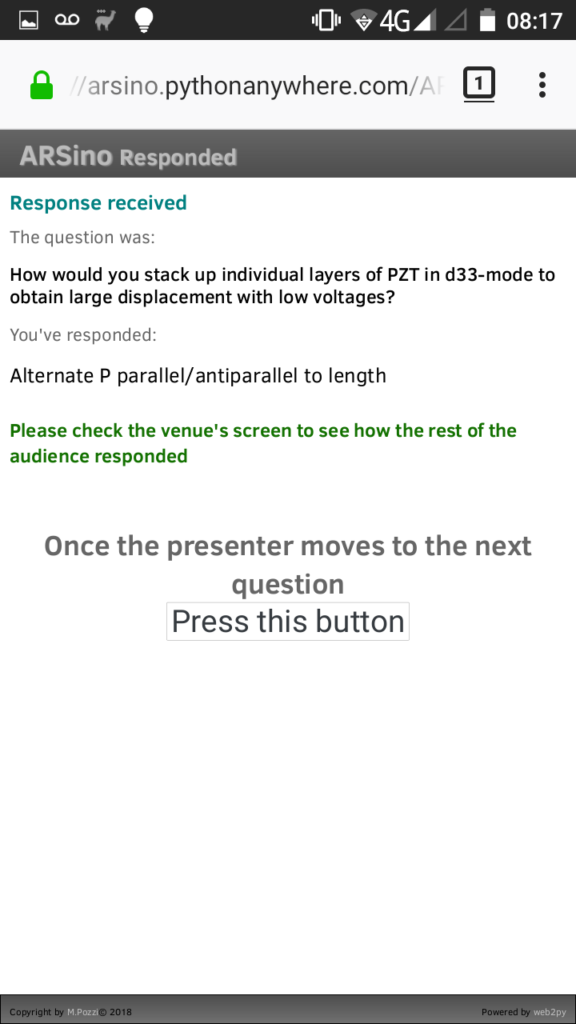 4G 08:17
//arsino.pythonanywhere.com/AR 1
ARSino Responded
Response received
The question was:
How would you stack up individual layers of PZT in d33-mode to
obtain large displacement with low voltages?
You've responded:
Alternate P parallel/antiparallel to length
Please check the venue's screen to see how the rest of the
audience responded
Once the presenter moves to the next
question
Press this button
Copyright by M.Pozzi© 2018 Powered by web2py